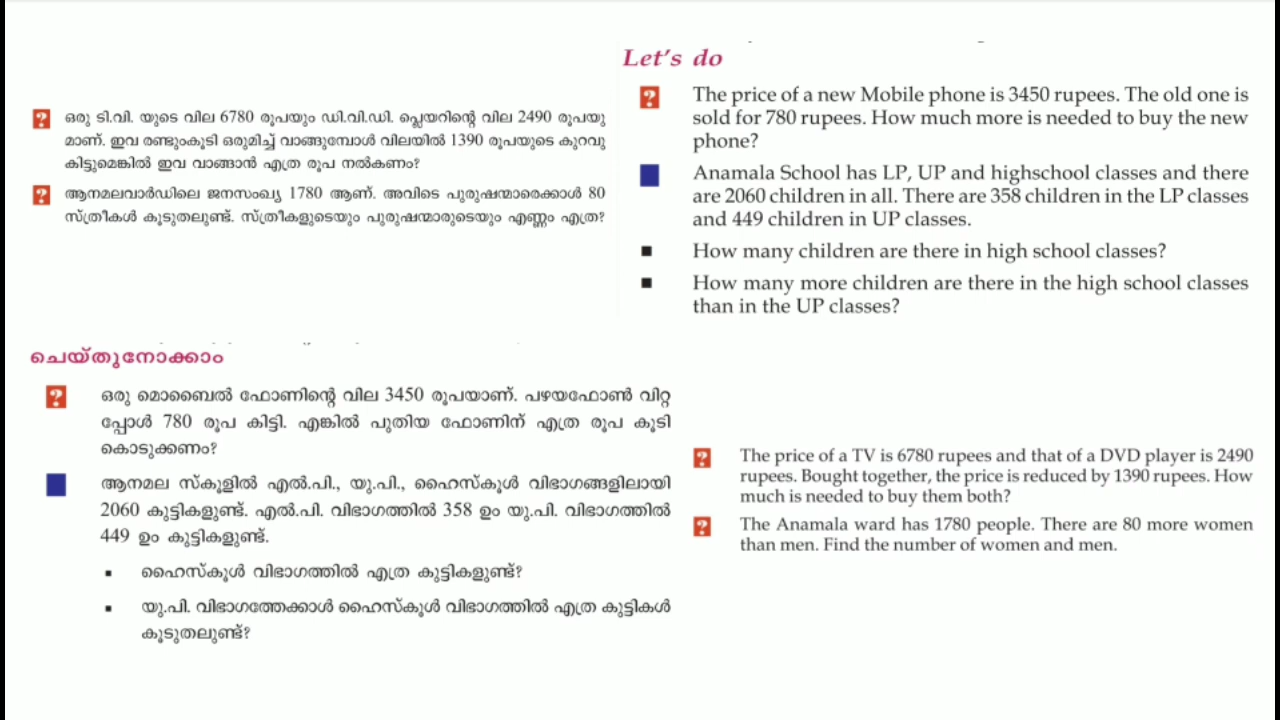 ഒരു ടി.വി. യുടെ വില 6780 രൂപയും ഡി.വി.ഡി. പ്ലെയറിന്റെ വില 2490 രൂപയു
മാണ്. ഇവ രണ്ടുംകൂടി ഒരുമിച്ച് വാങ്ങുമ്പോൾ വിലയിൽ 1390 രൂപയുടെ കുറവു
കിട്ടുമെങ്കിൽ ഇവ വാങ്ങാൻ എത്ര രൂപ നൽകണം?
ആനമലവാർഡിലെ ജനസംഖ്യ 1780 ആണ്. അവിടെ പുരുഷന്മാരെക്കാൾ 80
സ്ത്രീകൾ കൂടുതലുണ്ട്. സ്ത്രീകളുടെയും പുരുഷന്മാരുടെയും എണ്ണം എത്ര?
Let's do
The price of a new Mobile phone is 3450 rupees. The old one is
sold for 780 rupees. How much more is needed to buy the new
phone?
Anamala School has LP, UP and highschool classes and there
are 2060 children in all. There are 358 children in the LP classes
and 449 children in UP classes.
How many children are there in high school classes?
How many more children are there in the high school classes
than in the UP classes?
ചെയ്തുനോക്കാം
ഒരു മൊബൈൽ ഫോണിന്റെ വില 3450 രൂപയാണ്. പഴയഫോൺ വിറ്റ
പ്പോൾ 780 രൂപ കിട്ടി. എങ്കിൽ പുതിയ ഫോണിന് എത്ര രൂപ കൂടി
കൊടുക്കണം?
ആനമല സ്കൂളിൽ എൽ.പി., യു.പി., ഹൈസ്കൂൾ വിഭാഗങ്ങളിലായി
2060 കുട്ടികളുണ്ട്. എൽ.പി. വിഭാഗത്തിൽ 358 ഉം യു.പി. വിഭാഗത്തിൽ
449 ഉം കുട്ടികളുണ്ട്.
ഹൈസ്കൂൾ വിഭാഗത്തിൽ എത്ര കുട്ടികളുണ്ട്?
യു.പി. വിഭാഗത്തേക്കാൾ ഹൈസ്കൂൾ വിഭാഗത്തിൽ എത്ര കുട്ടികൾ
കൂടുതലുണ്ട്?
The price of a TV is 6780 rupees and that of a DVD player is 2490
rupees. Bought together, the price is reduced by 1390 rupees. How
much is needed to buy them both?
The Anamala ward has 1780 people. There are 80 more women
than men. Find the number of women and men.